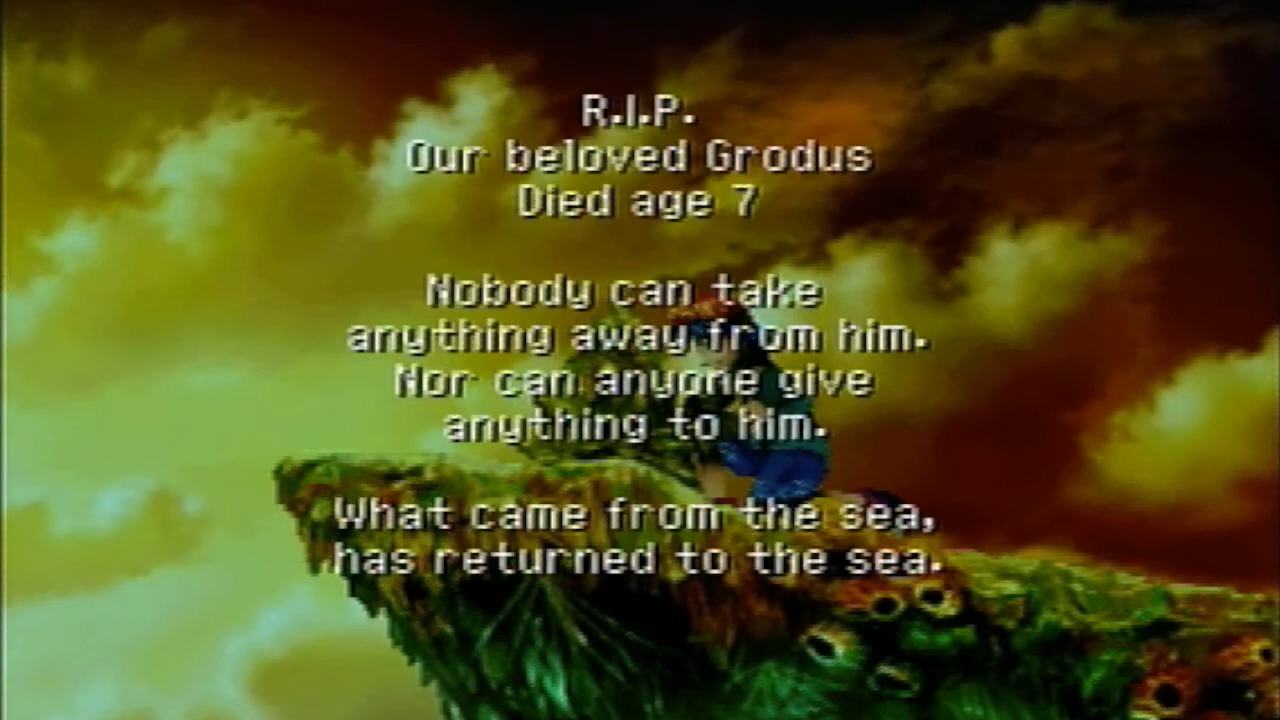 R.I.P.
Our beloved Grodus
Died age 7
Nobody can take
anything away from him.
Nor can anyone give
anything to him.
What came from the sea,
has returned to the sea.